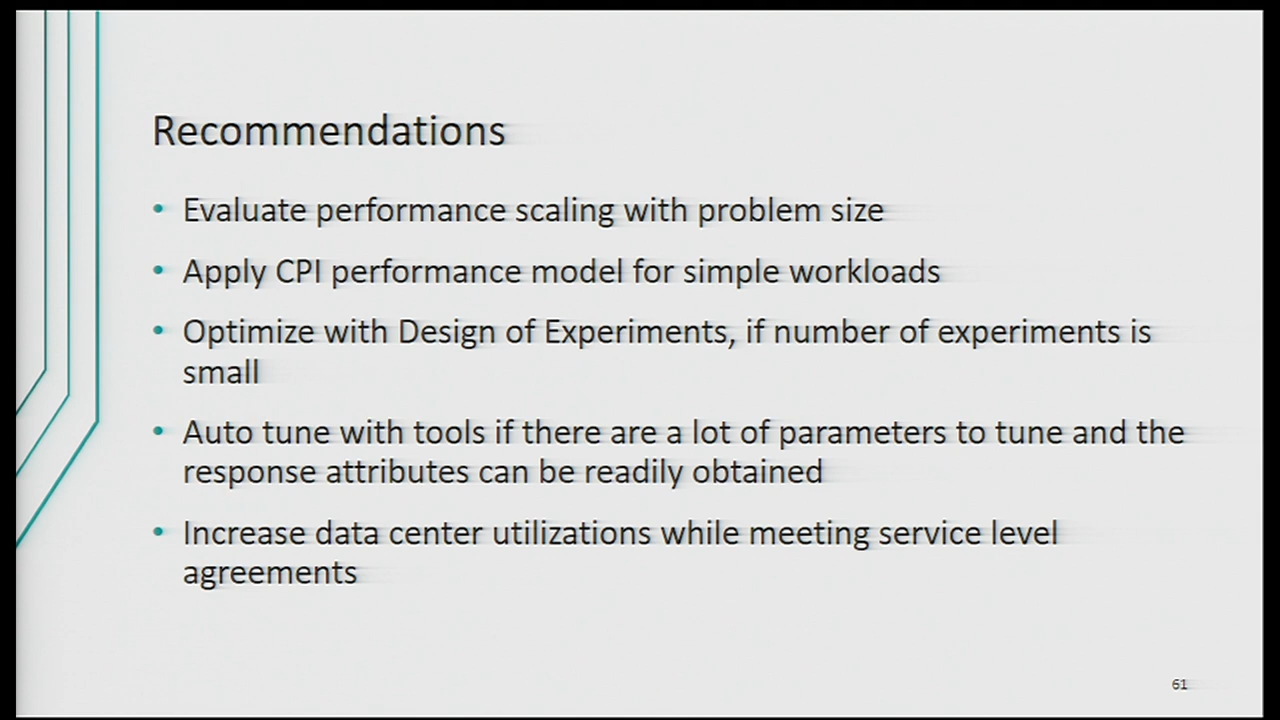 Recommendations
• Evaluate performance scaling with problem size
• Apply CPI performance model for simple workloads
• Optimize with Design of Experiments, if number of experiments is
small
• Auto tune with tools if there are a lot of parameters to tune and the
response attributes can be readily obtained
• Increase data center utilizations while meeting service level
agreements
61